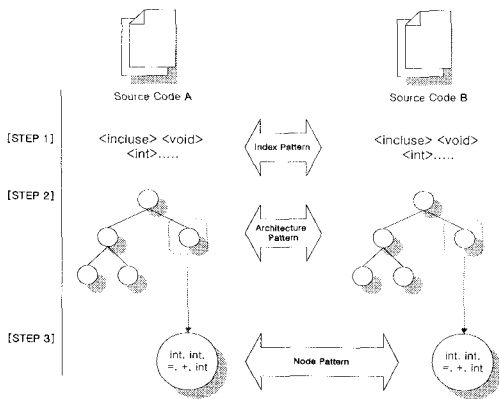 Source Code A
Source Code B
[STEP 1]
<incluse> <void>
<int>.....
Index Pattern
<incluse> <void>
<int>.....
[STEP 2]
Architecture
Pattern
[STEP 3]
int. int.
=. +. int
Node Pattern
int. int.
=. +. int